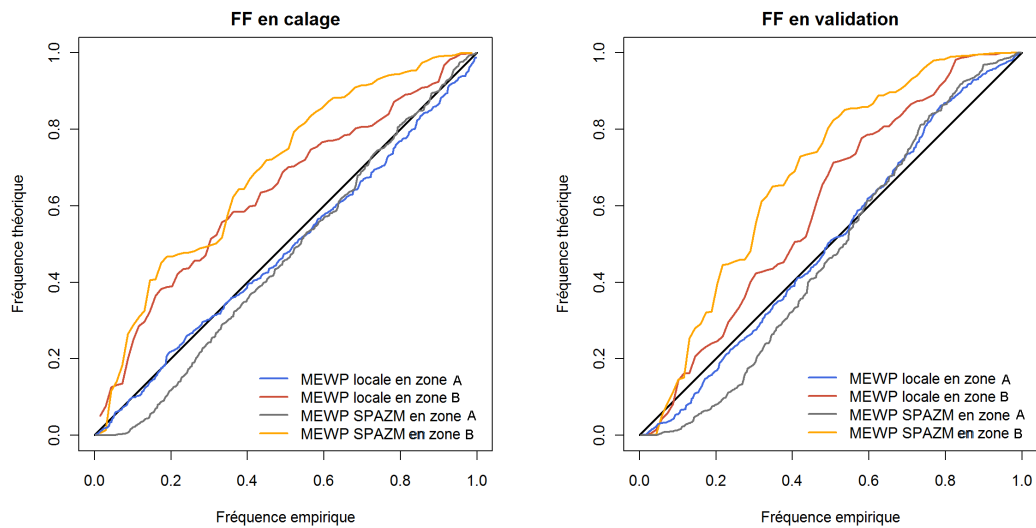 FF en calage
Fréquence théorique
1.0
0.8
0.6
0.4
0.2
0.0
MEWP locale en zone A
MEWP locale en zone B
MEWP SPAZM en zone A
MEWP SPAZM en zone B
0.0 0.2 0.4 0.6 0.8 1.0
Fréquence empirique
FF en validation
Fréquence théorique
1.0
0.8
0.6
0.4
0.2
0.0
MEWP locale en zone A
MEWP locale en zone B
MEWP SPAZM en zone A
MEWP SPAZM en zone B
0.0 0.2 0.4 0.6 0.8 1.0
Fréquence empirique